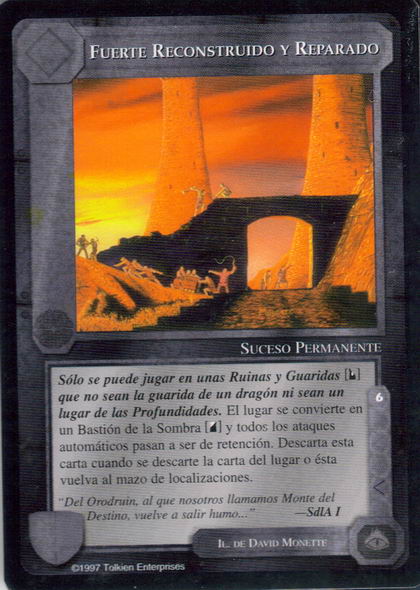 Fuerte Reconstruido y Reparado
Suceso Permanente
Sólo se puede jugar en unas Ruinas y Guaridas [ ]
que no sean la guarida de un dragón ni sean un
lugar de las Profundidades. El lugar se convierte en
un Bastión de la Sombra [ ] y todos los ataques
automáticos pasan a ser de retención. Descarta esta
carta cuando se descarte la carta del lugar o ésta
vuelva al mazo de localizaciones.
6
"Del Orodruin, al que nosotros llamamos Monte del
Destino, vuelve a salir humo..." —SdlA I
Il. de David Monette
©1997 Tolkien Enterprises